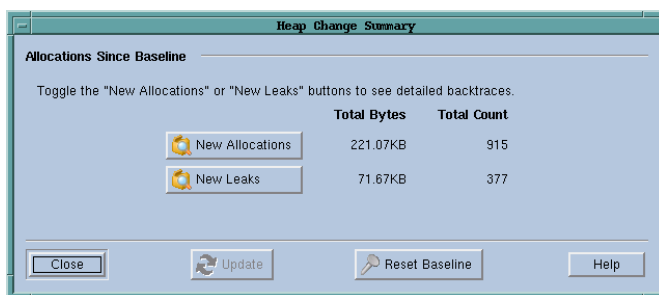 Heap Change Summary
Allocations Since Baseline
Toggle the "New Allocations" or "New Leaks" buttons to see detailed backtraces.
Total Bytes Total Count
New Allocations 221.07KB 915
New Leaks 71.67KB 377
Close Update Reset Baseline Help